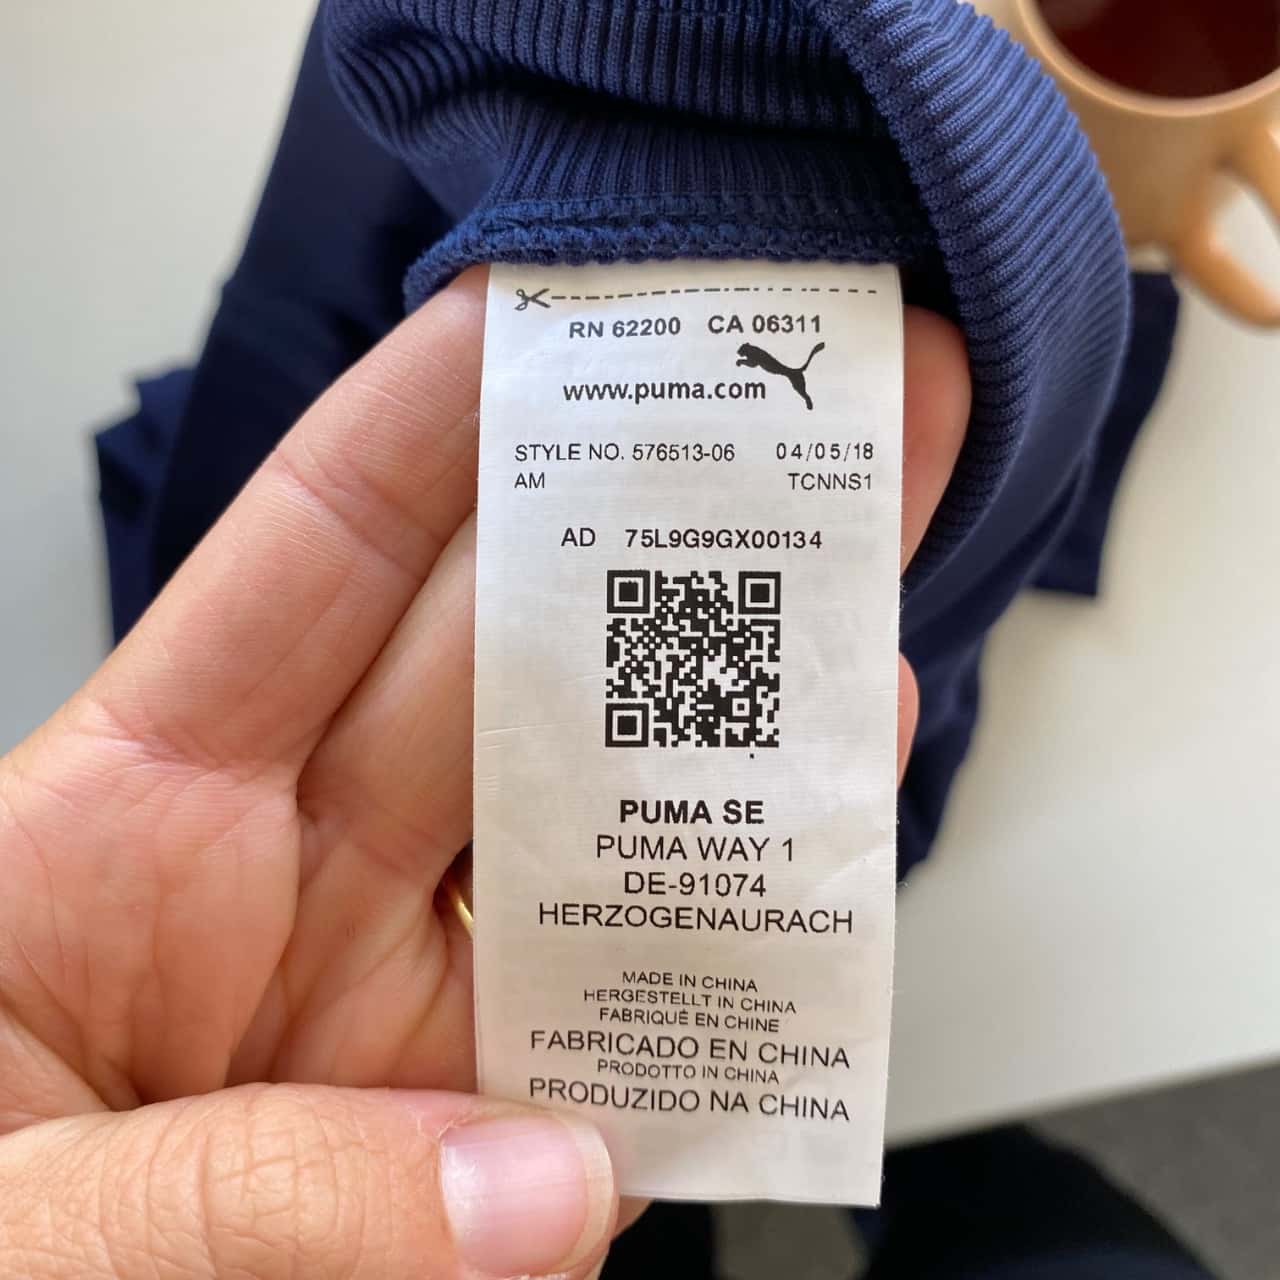 RN 62200 CA 06311
www.puma.com
STYLE NO. 576513-06 04/05/18
AM TCNNS1
AD 75L9G9GX00134
PUMA SE
PUMA WAY 1
DE-91074
HERZOGENAURACH
MADE IN CHINA
HERGESTELLT IN CHINA
FABRIQUÉ EN CHINE
FABRICADO EN CHINA
PRODOTTO IN CHINA
PRODUZIDO NA CHINA